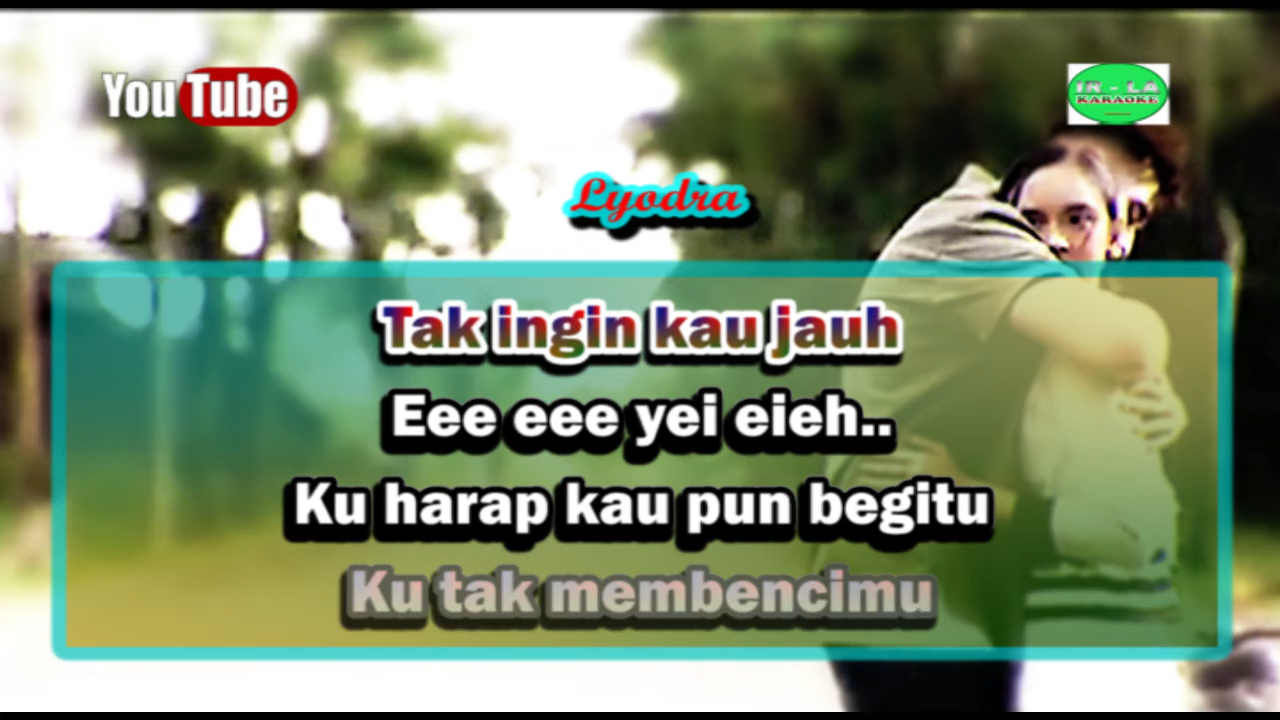 YouTube
IR - LA
KARAOKE
Lyodra
Tak ingin kau jauh
Eee eee yei eieh..
Ku harap kau pun begitu
Ku tak membencimu